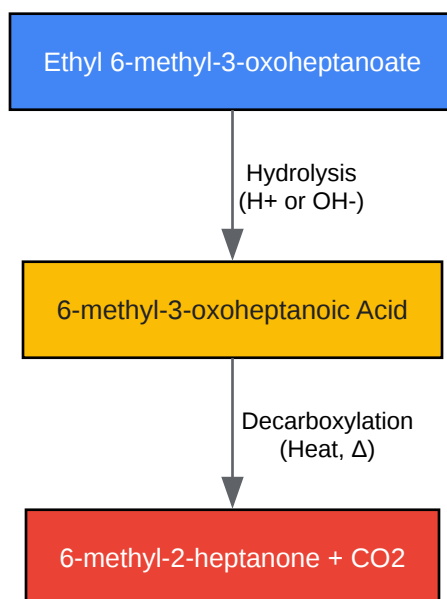 Ethyl 6-methyl-3-oxoheptanoate
Hydrolysis
(H+ or OH-)
6-methyl-3-oxoheptanoic Acid
Decarboxylation
(Heat, Δ)
6-methyl-2-heptanone + CO2